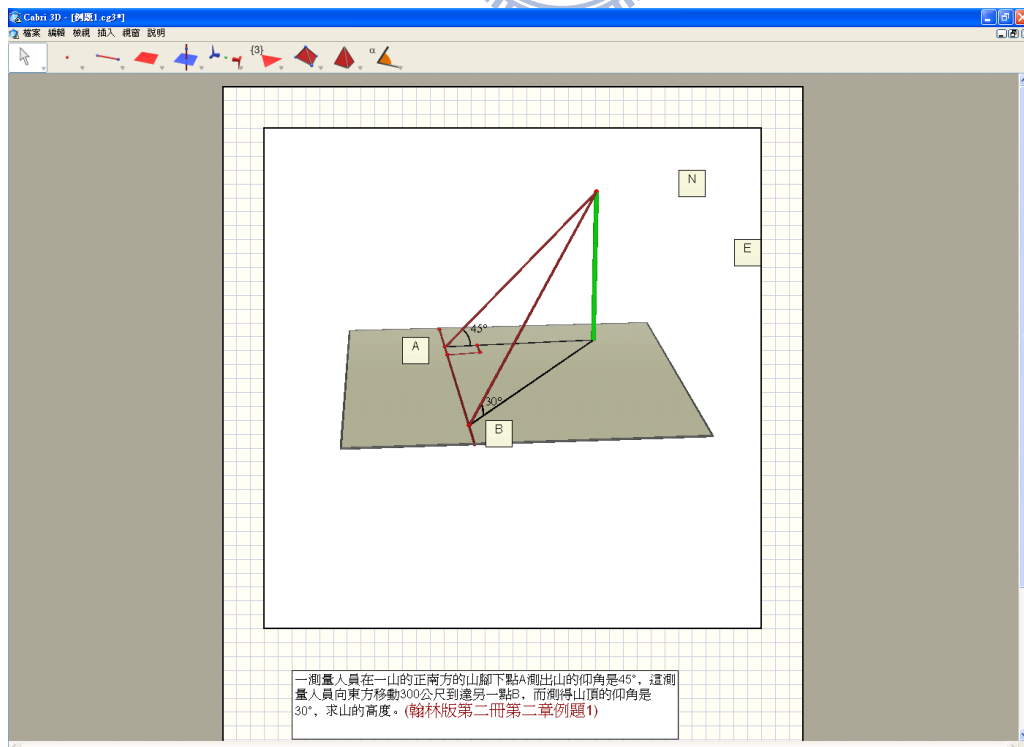 Cabri 3D - [例題1.cg3*]
檔案 編輯 檢視 插入 視窗 說明
{3}
α
N
E
45°
A
30°
B
一測量人員在一山的正南方的山腳下點A測出山的仰角是45°，這測
量人員向東方移動300公尺到達另一點B，而測得山頂的仰角是
30°，求山的高度。(翰林版第二冊第二章例題1)